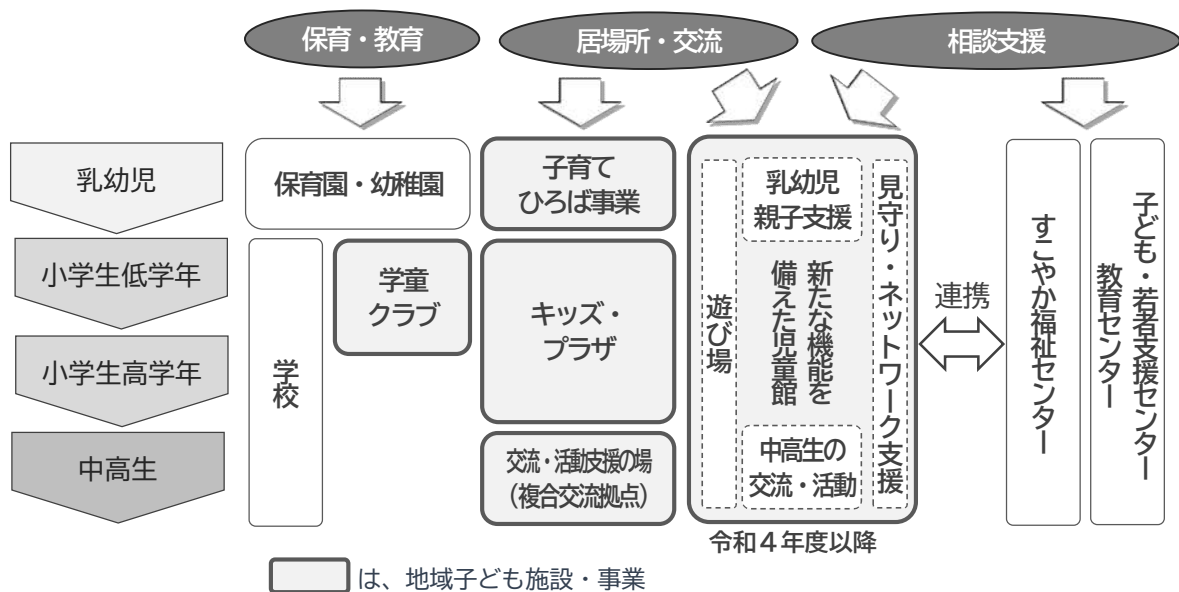 保育・教育
居場所・交流
相談支援
乳幼児
小学生低学年
小学生高学年
中高生
保育園・幼稚園
学校
学童
クラブ
子育て
ひろば事業
キッズ・
プラザ
交流・活動支援の場
（複合交流拠点）
遊び場
乳幼児
親子支援
新たな機能を
備えた児童館
中高生の
交流・活動
見守り・ネットワーク支援
令和４年度以降
連携
すこやか福祉センター
子ども・若者支援センター
教育センター
は、地域子ども施設・事業